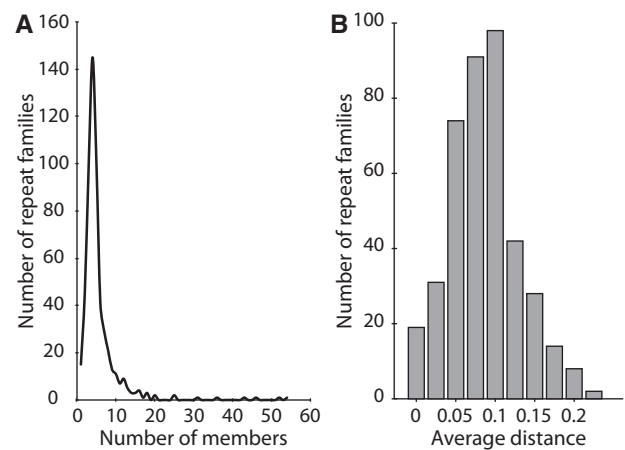 A
160
140
120
100
80
60
40
20
0
Number of repeat families
0 10 20 30 40 50 60
Number of members
B
100
80
60
40
20
0
Number of repeat families
0 0.05 0.1 0.15 0.2
Average distance